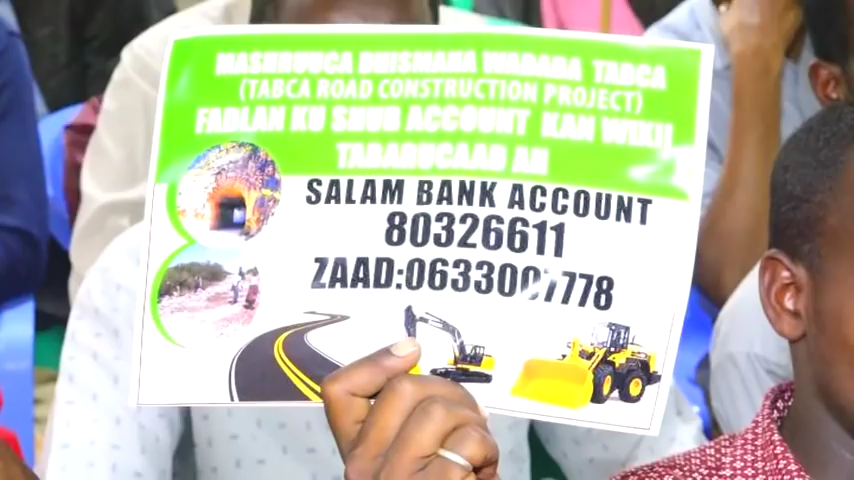 MASHRUUCA DHISMAHA WADADA TABCA
(TABCA ROAD CONSTRUCTION PROJECT)
FADLAN KU SHUB ACCOUNT KAN WIXII
TABARUCAAD AH
SALAM BANK ACCOUNT
80326611